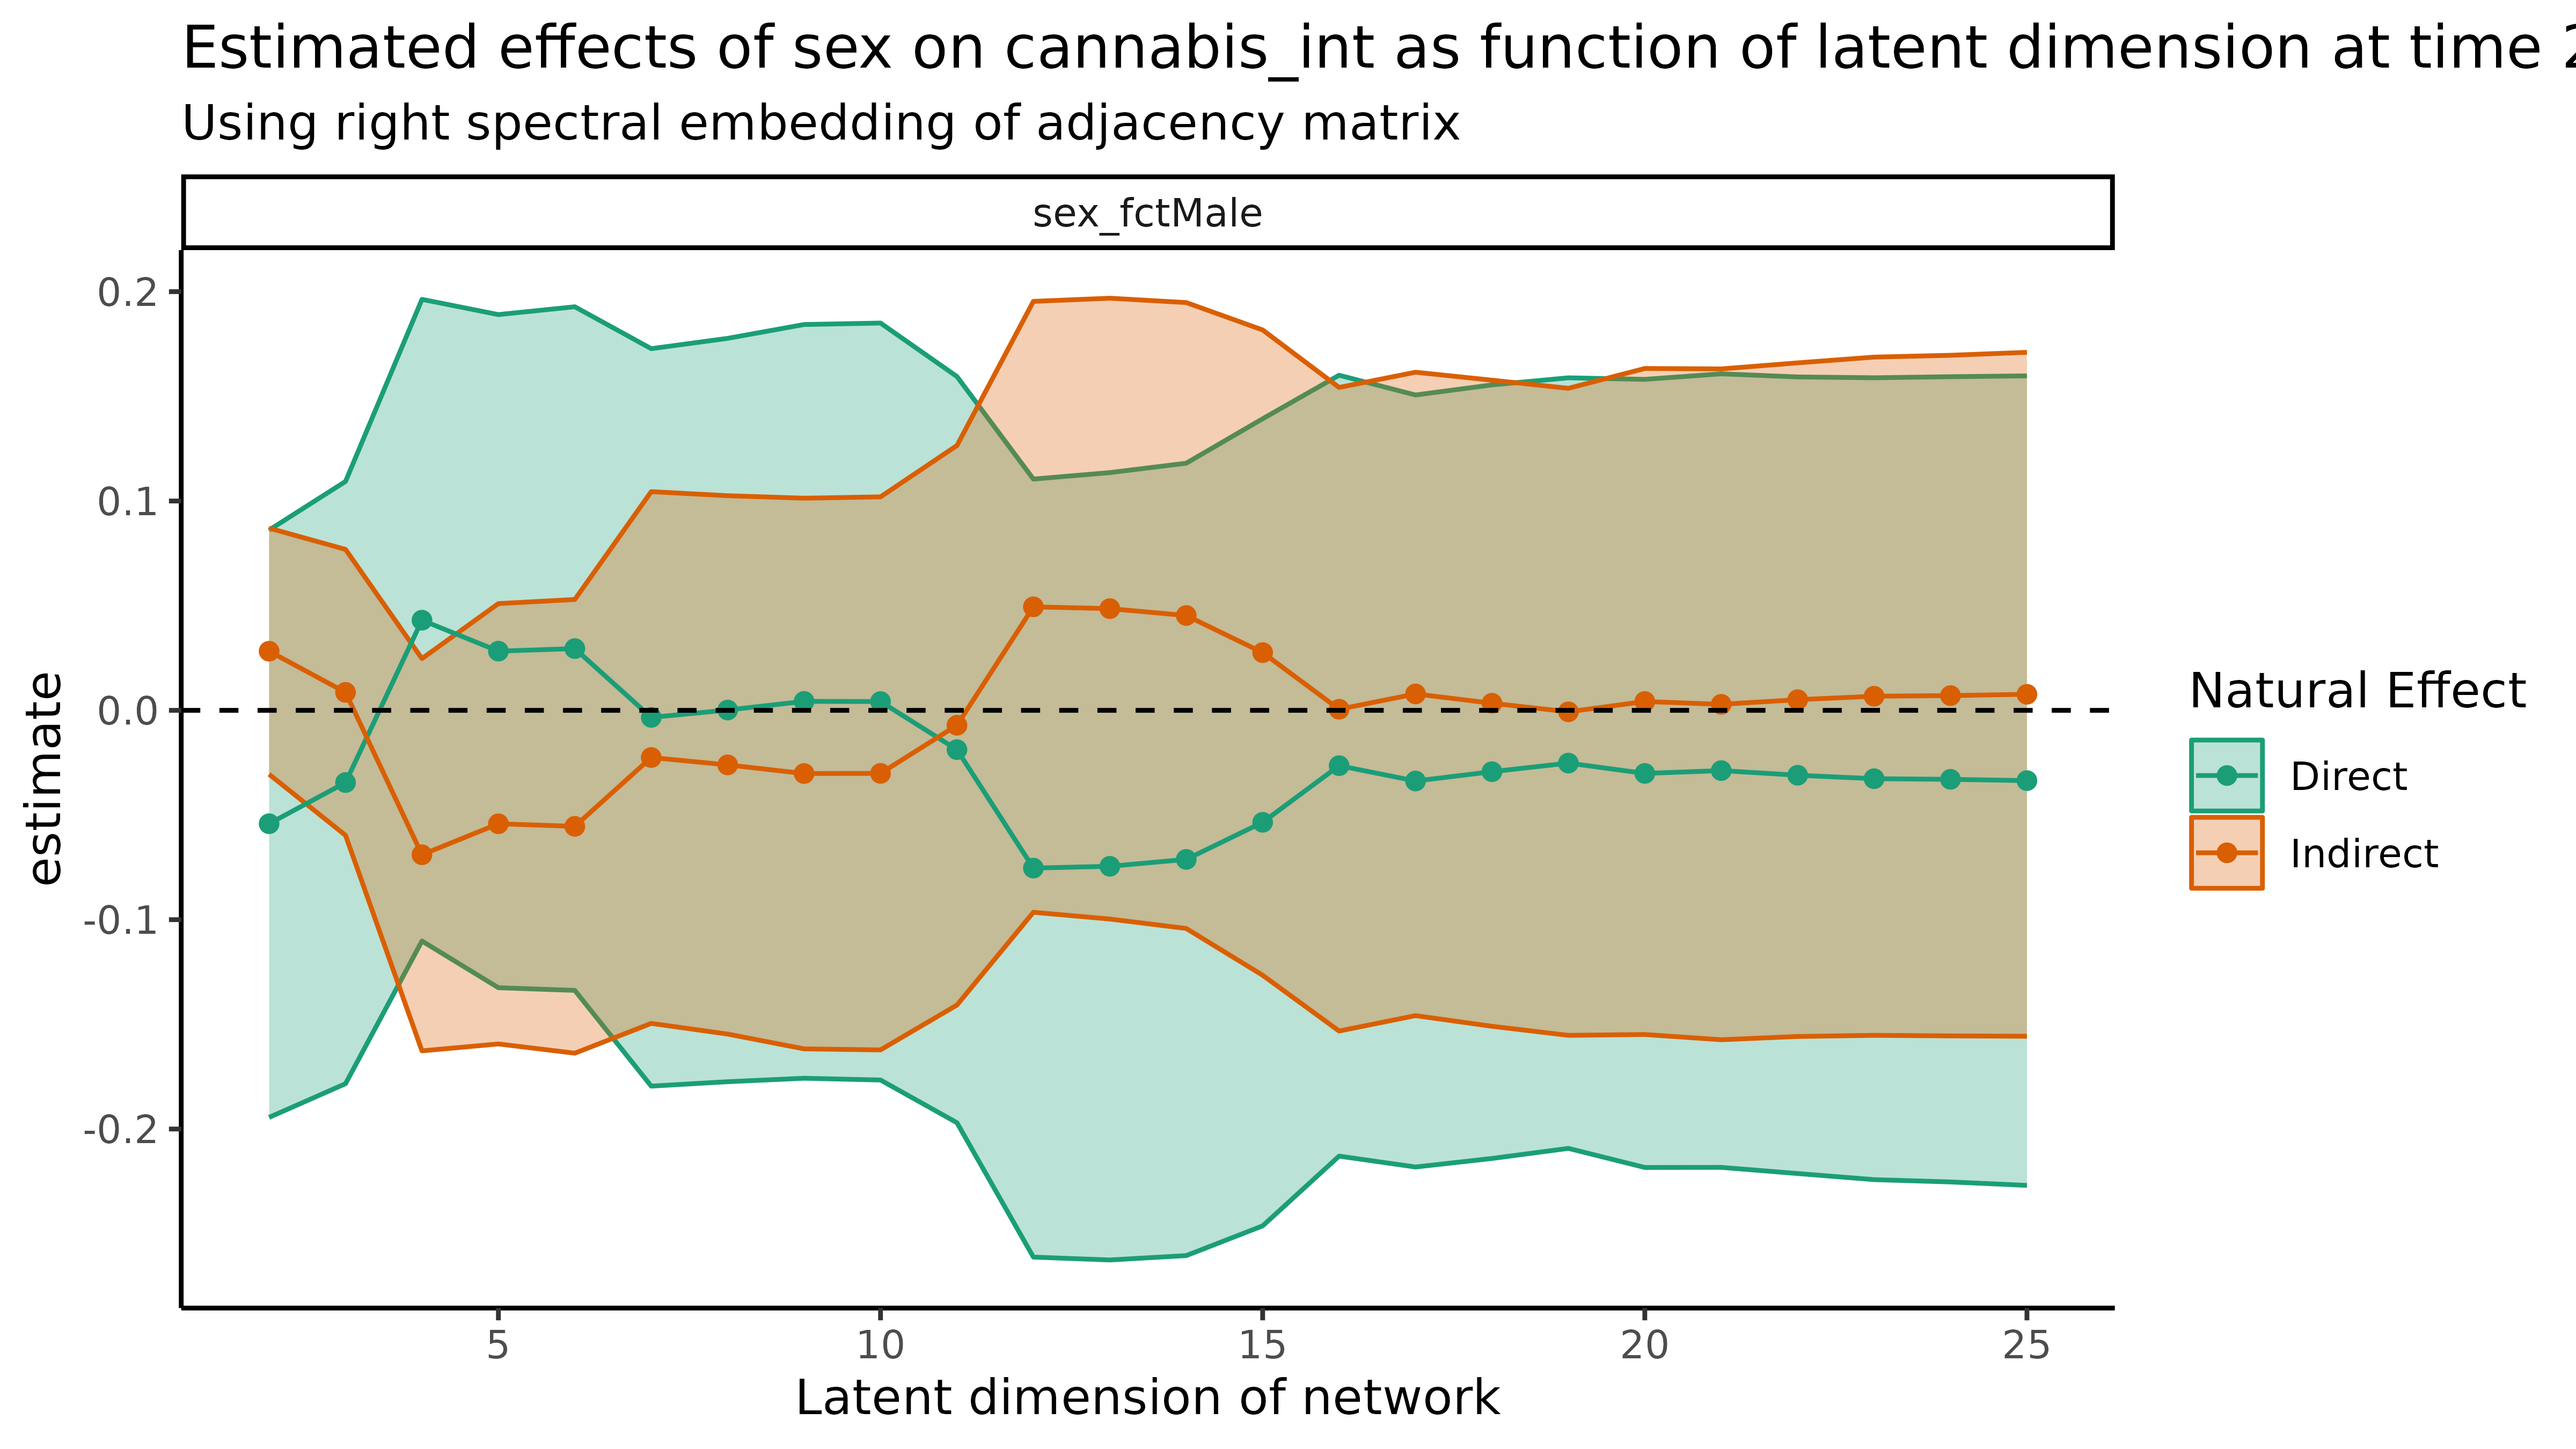 Estimated effects of sex on cannabis_int as function of latent dimension at time 2
Using right spectral embedding of adjacency matrix
sex_fctMale
0.2
0.1
0.0
-0.1
-0.2
estimate
5 10 15 20 25
Latent dimension of network
Natural Effect
Direct
Indirect